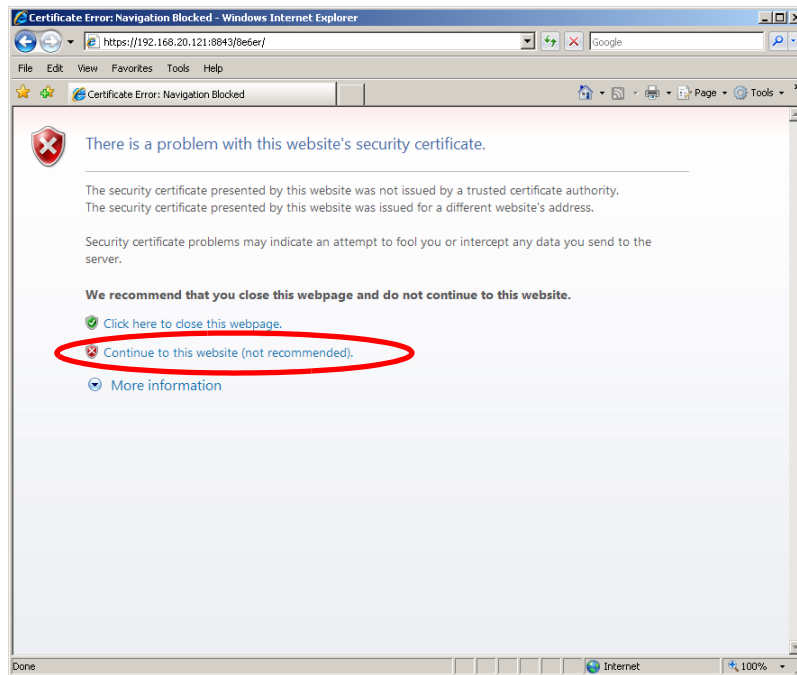 Certificate Error: Navigation Blocked - Windows Internet Explorer
https://192.168.20.121:8843/8e6er/
Google
File Edit View Favorites Tools Help
Certificate Error: Navigation Blocked
Page Tools
There is a problem with this website's security certificate.
The security certificate presented by this website was not issued by a trusted certificate authority.
The security certificate presented by this website was issued for a different website's address.
Security certificate problems may indicate an attempt to fool you or intercept any data you send to the
server.
We recommend that you close this webpage and do not continue to this website.
Click here to close this webpage.
Continue to this website (not recommended).
More information
Done Internet 100%